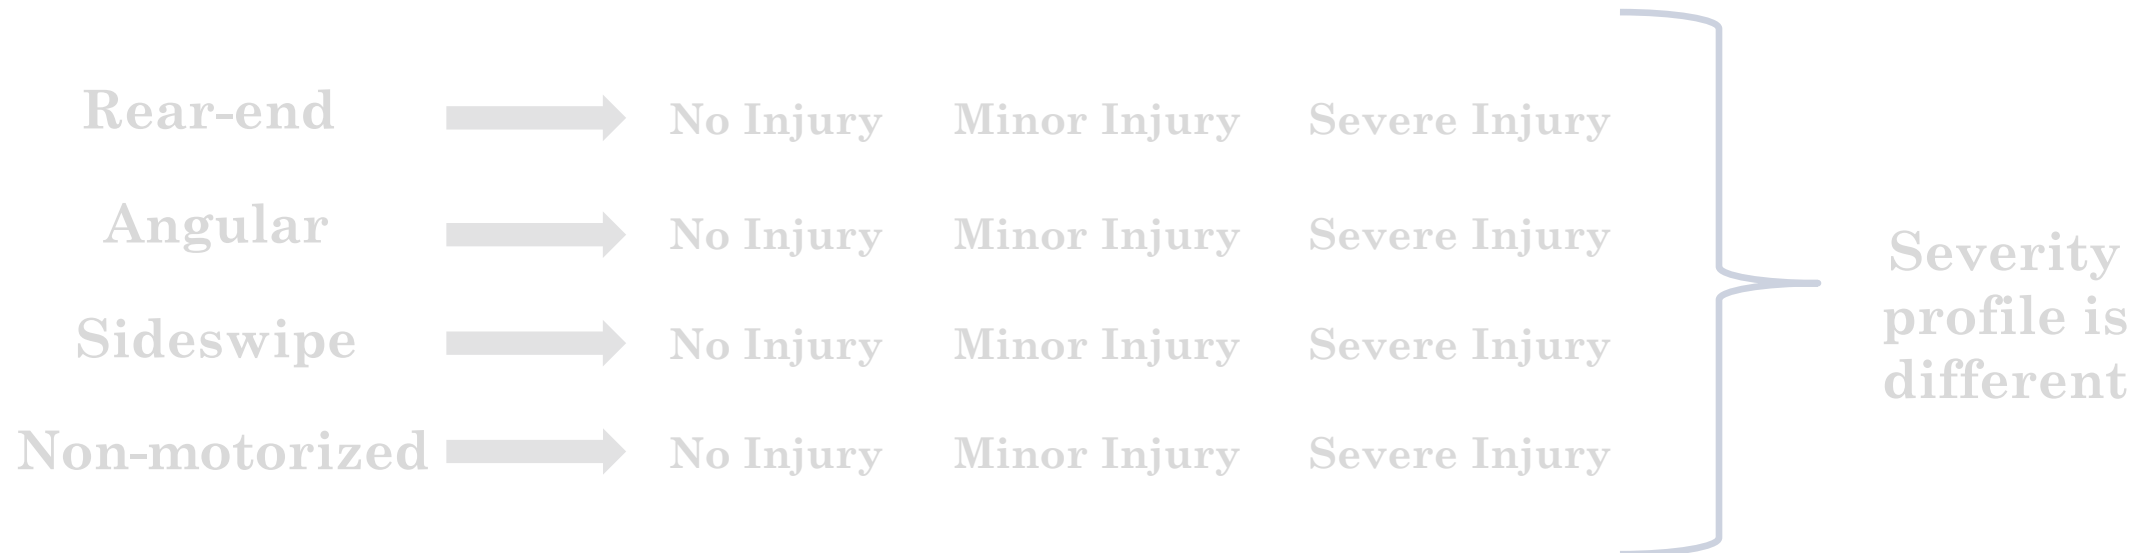 Rear-end No Injury Minor Injury Severe Injury
Angular No Injury Minor Injury Severe Injury
Sideswipe No Injury Minor Injury Severe Injury
Non-motorized No Injury Minor Injury Severe Injury
Severity
profile is
different